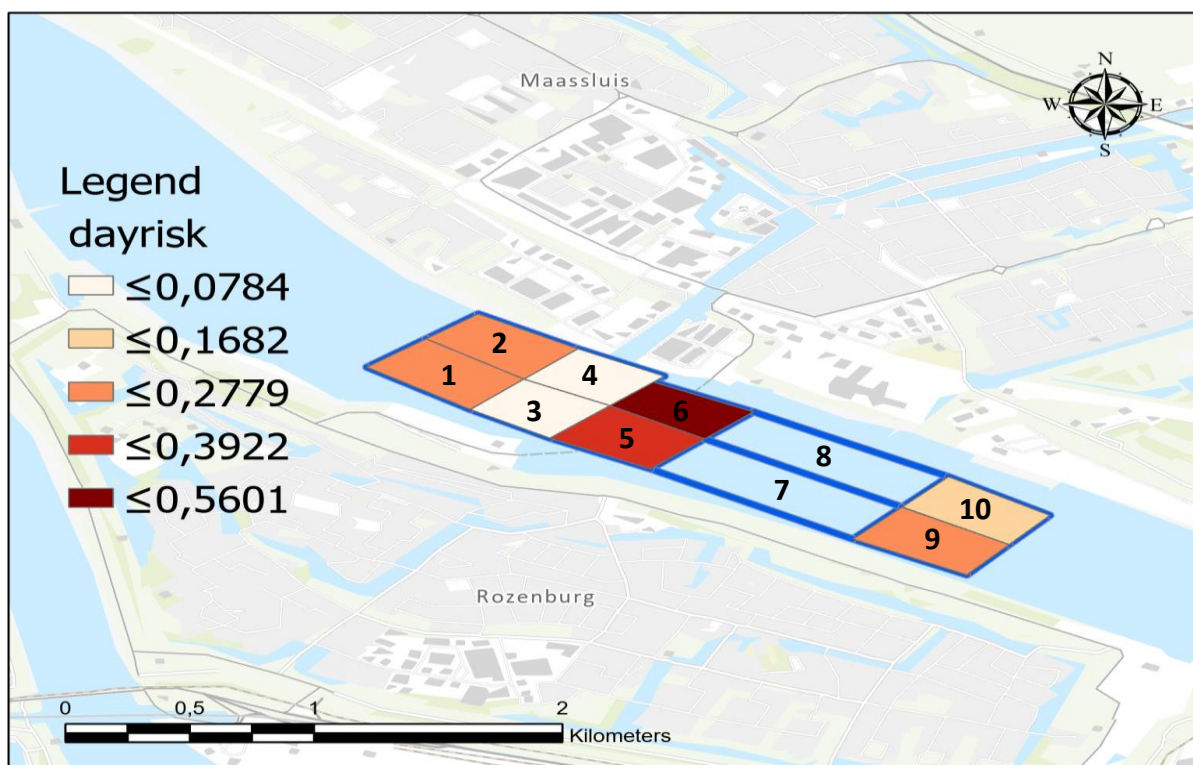 Maassluis
N
W E
S
Legend
dayrisk
≤0,0784
≤0,1682
≤0,2779
≤0,3922
≤0,5601
2
1
4
3
6
5
8
7
10
9
Rozenburg
0 0,5 1 2
Kilometers